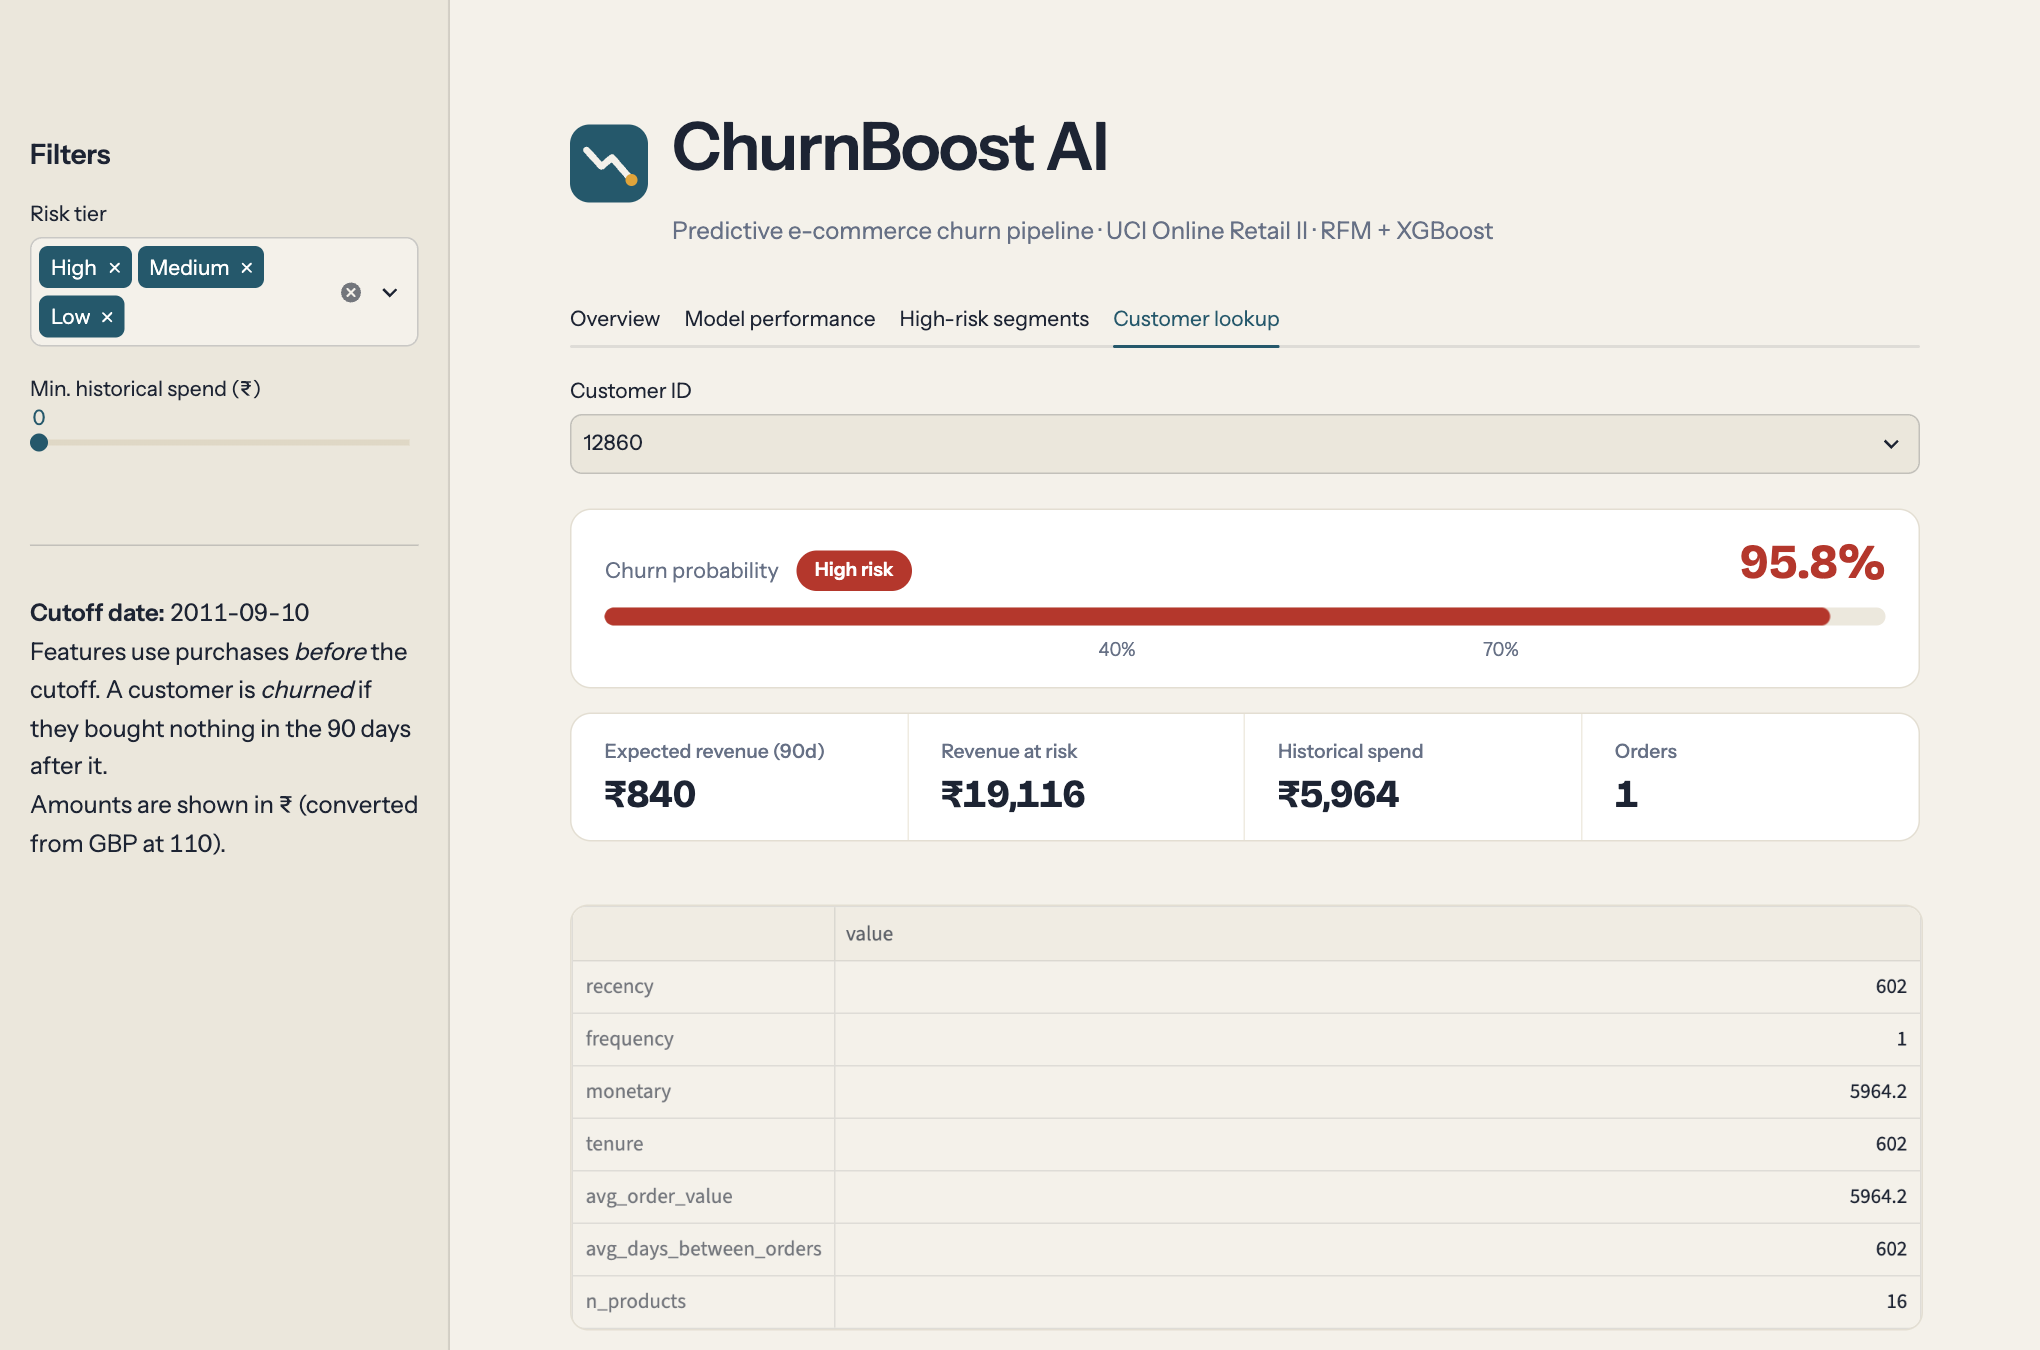 Filters
Risk tier
High ×
Medium ×
Low ×
Min. historical spend (₹)
0
Cutoff date: 2011-09-10
Features use purchases before the
cutoff. A customer is churned if
they bought nothing in the 90 days
after it.
Amounts are shown in ₹ (converted
from GBP at 110).
ChurnBoost AI
Predictive e-commerce churn pipeline · UCI Online Retail II · RFM + XGBoost
Overview
Model performance
High-risk segments
Customer lookup
Customer ID
12860
Churn probability
High risk
95.8%
40%
70%
Expected revenue (90d)
₹840
Revenue at risk
₹19,116
Historical spend
₹5,964
Orders
1
value
recency 602
frequency 1
monetary 5964.2
tenure 602
avg_order_value 5964.2
avg_days_between_orders 602
n_products 16